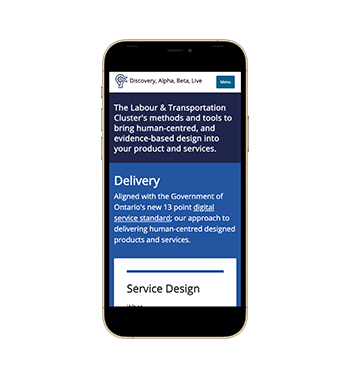 Discovery, Alpha, Beta, Live
Menu
The Labour & Transportation
Cluster's methods and tools to
bring human-centred, and
evidence-based design into
your product and services.
Delivery
Aligned with the Government of
Ontario's new 13 point digital
service standard; our approach to
delivering human-centred designed
products and services.
Service Design